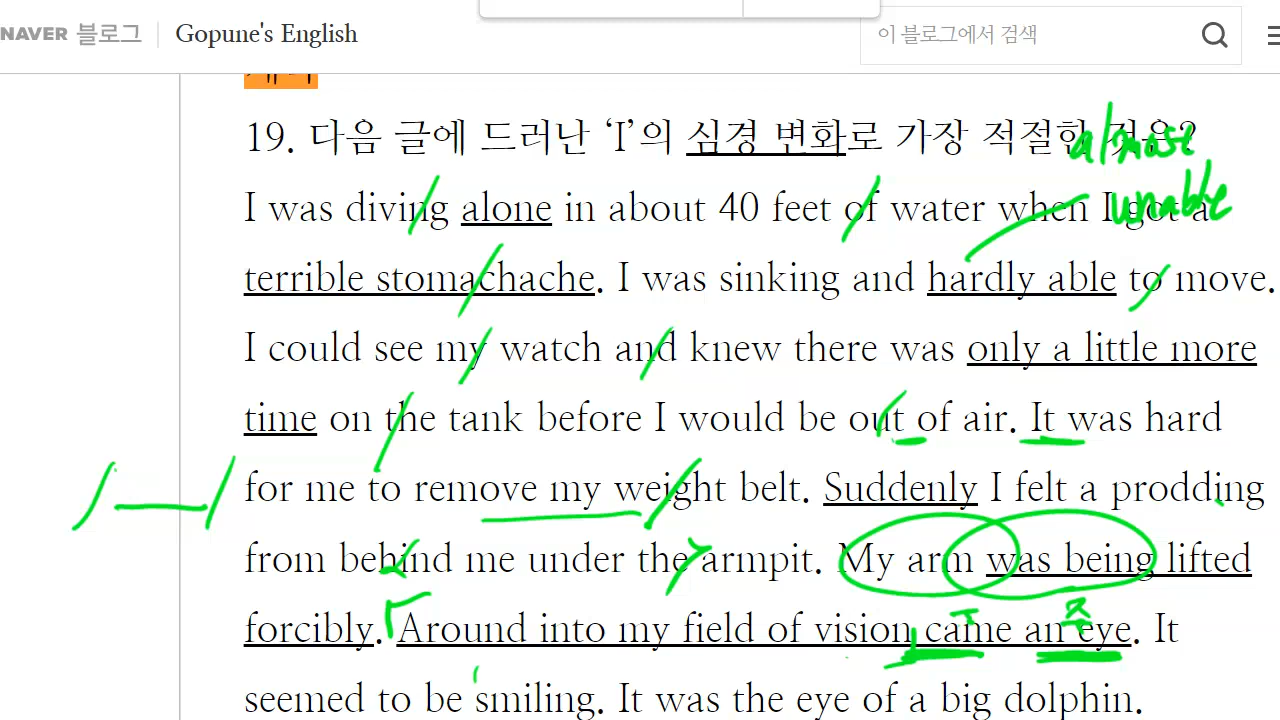 NAVER 블로그 Gopune's English 이 블로그에서 검색
19. 다음 글에 드러난 ‘I’의 심경 변화로 가장 적절한 것은?
almost
unable
I was diving alone in about 40 feet of water when I got a
terrible stomachache. I was sinking and hardly able to move.
I could see my watch and knew there was only a little more
time on the tank before I would be out of air. It was hard
for me to remove my weight belt. Suddenly I felt a prodding
from behind me under the armpit. My arm was being lifted
forcibly. Around into my field of vision came an eye. It
주
seemed to be smiling. It was the eye of a big dolphin.